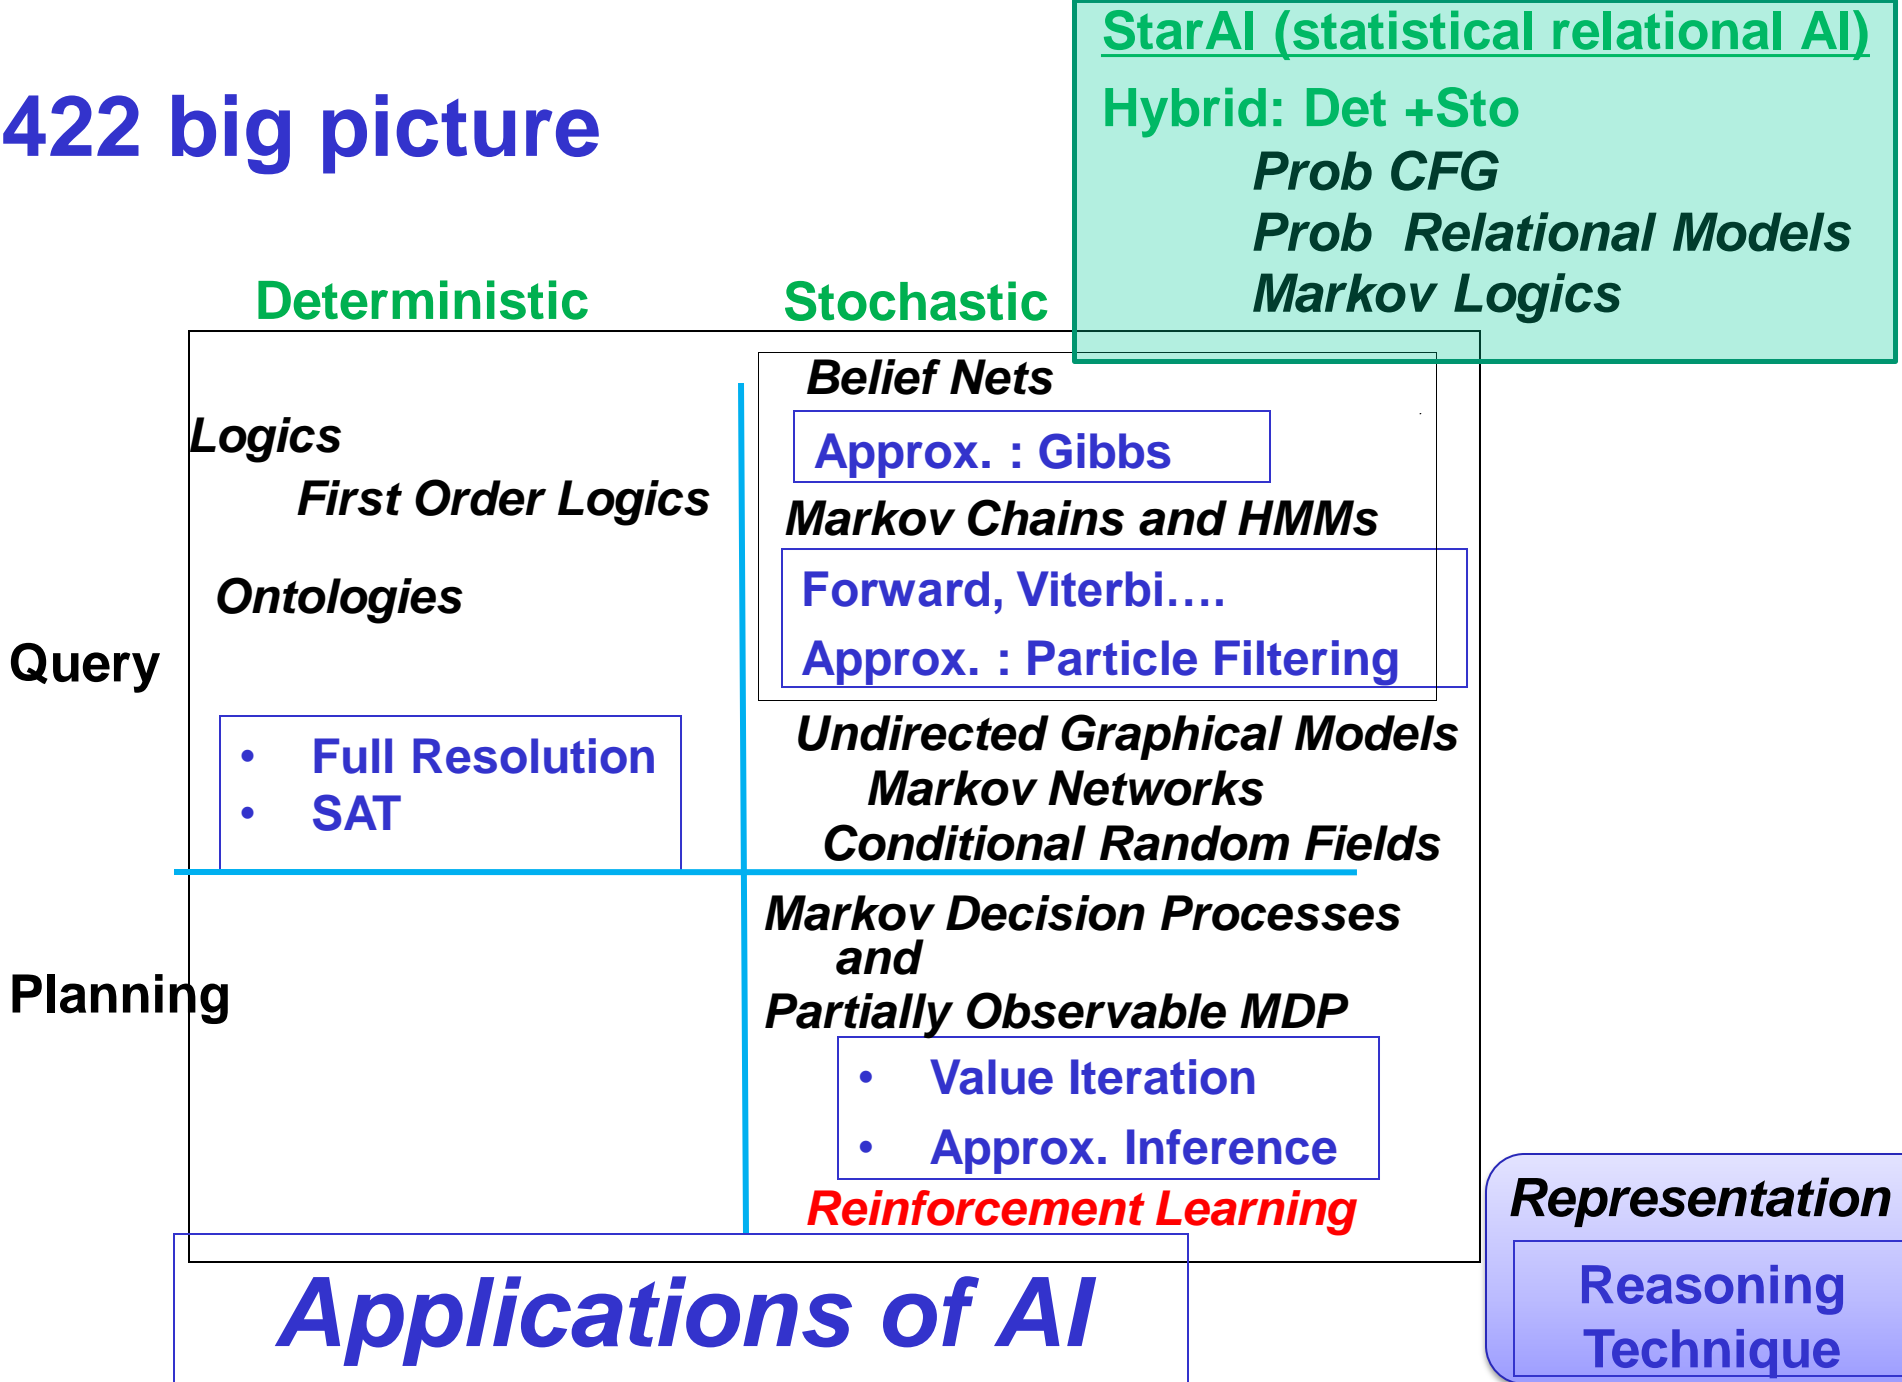 StarAI (statistical relational AI)
Hybrid: Det +Sto
Prob CFG
Prob Relational Models
Markov Logics
422 big picture
Deterministic
Stochastic
Logics
First Order Logics
Ontologies
Query
• Full Resolution
• SAT
Belief Nets
Approx. : Gibbs
Markov Chains and HMMs
Forward, Viterbi….
Approx. : Particle Filtering
Undirected Graphical Models
Markov Networks
Conditional Random Fields
Planning
Markov Decision Processes
and
Partially Observable MDP
• Value Iteration
• Approx. Inference
Reinforcement Learning
Applications of AI
Representation
Reasoning
Technique